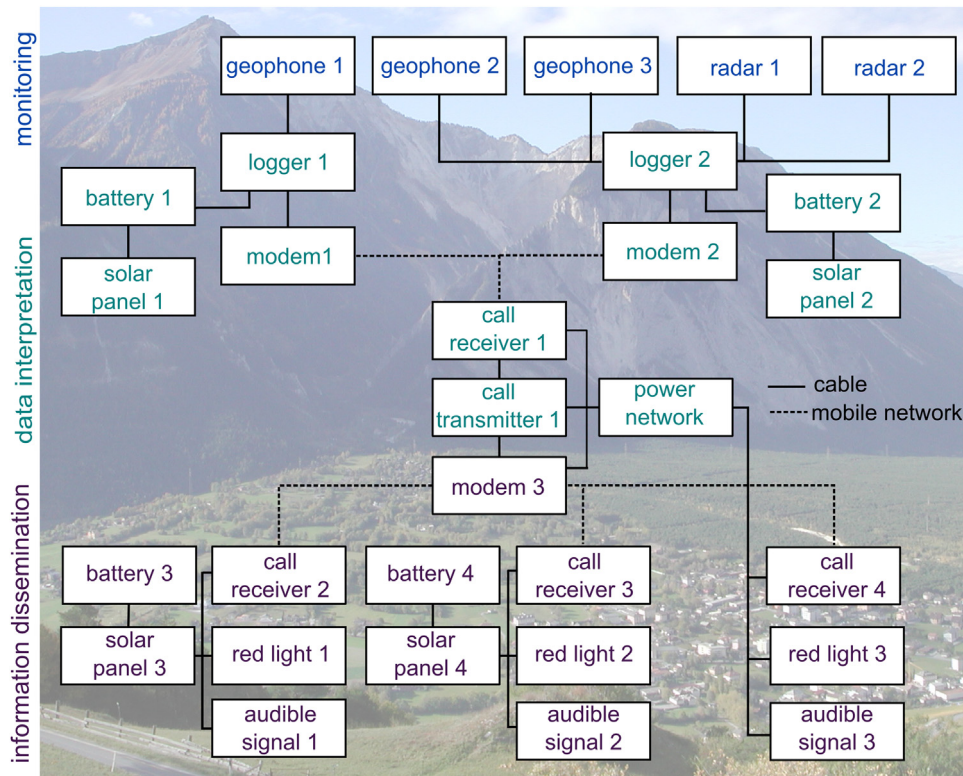 monitoring
geophone 1
geophone 2
geophone 3
radar 1
radar 2
logger 1
logger 2
battery 1
battery 2
data interpretation
modem1
modem 2
solar
panel 1
solar
panel 2
call
receiver 1
call
transmitter 1
power
network
cable
mobile network
modem 3
information dissemination
battery 3
call
receiver 2
battery 4
call
receiver 3
call
receiver 4
solar
panel 3
red light 1
solar
panel 4
red light 2
red light 3
audible
signal 1
audible
signal 2
audible
signal 3